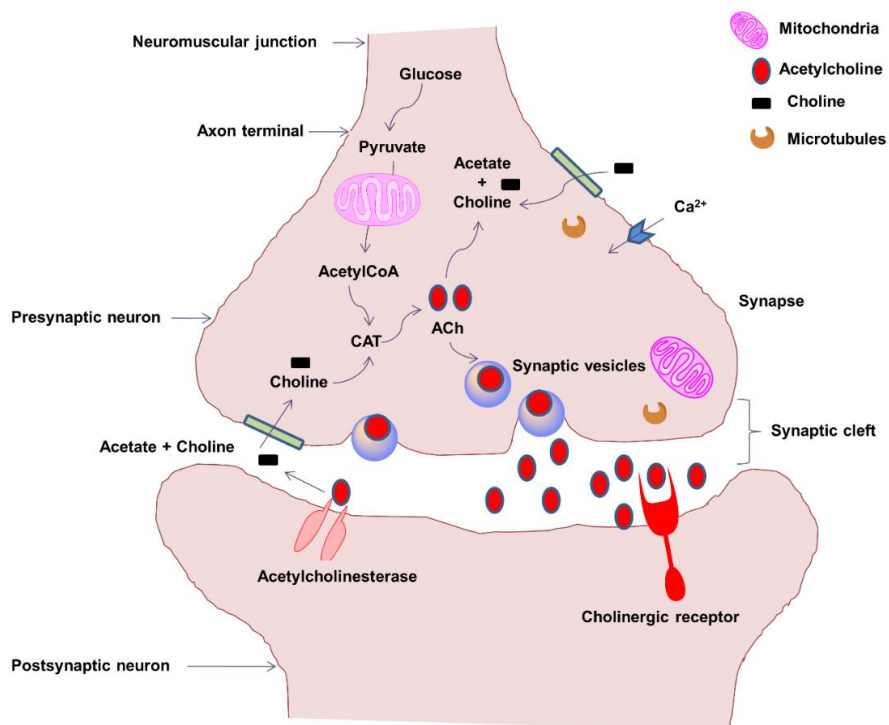 Neuromuscular junction
Mitochondria
Glucose
Acetylcholine
Choline
Axon terminal
Microtubules
Pyruvate
Acetate
+
Choline
Ca²⁺
AcetylCoA
Synapse
Presynaptic neuron
ACh
CAT
Synaptic vesicles
Choline
Acetate + Choline
Synaptic cleft
Acetylcholinesterase
Cholinergic receptor
Postsynaptic neuron